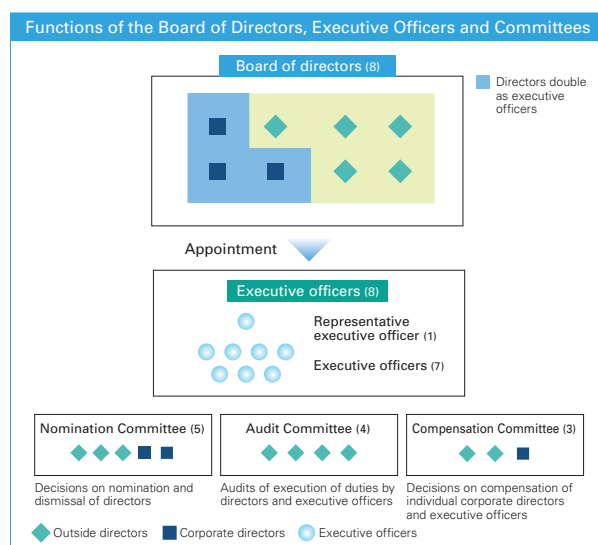 Functions of the Board of Directors, Executive Officers and Committees
Board of directors (8)
Directors double
as executive
officers
Appointment
Executive officers (8)
Representative
executive officer (1)
Executive officers (7)
Nomination Committee (5)
Decisions on nomination and
dismissal of directors
Audit Committee (4)
Audits of execution of duties by
directors and executive officers
Compensation Committee (3)
Decisions on compensation of
individual corporate directors
and executive officers
Outside directors
Corporate directors
Executive officers